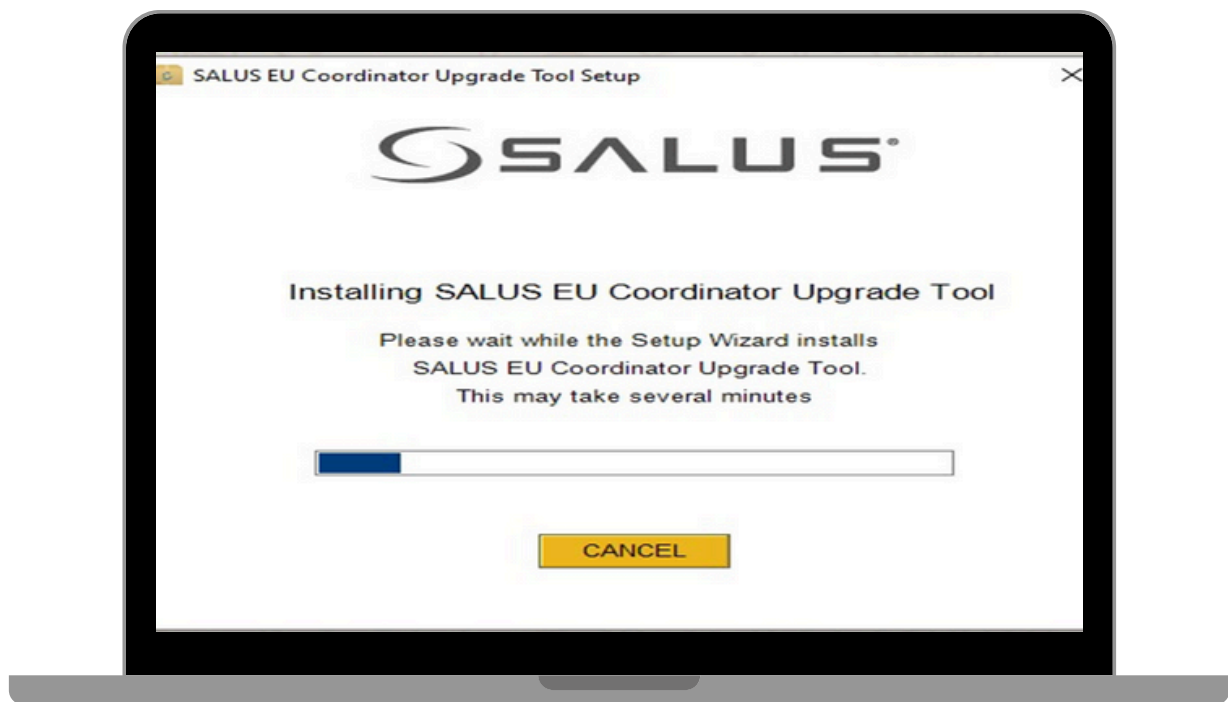 SALUS EU Coordinator Upgrade Tool Setup
SALUS®
Installing SALUS EU Coordinator Upgrade Tool
Please wait while the Setup Wizard installs
SALUS EU Coordinator Upgrade Tool.
This may take several minutes
CANCEL